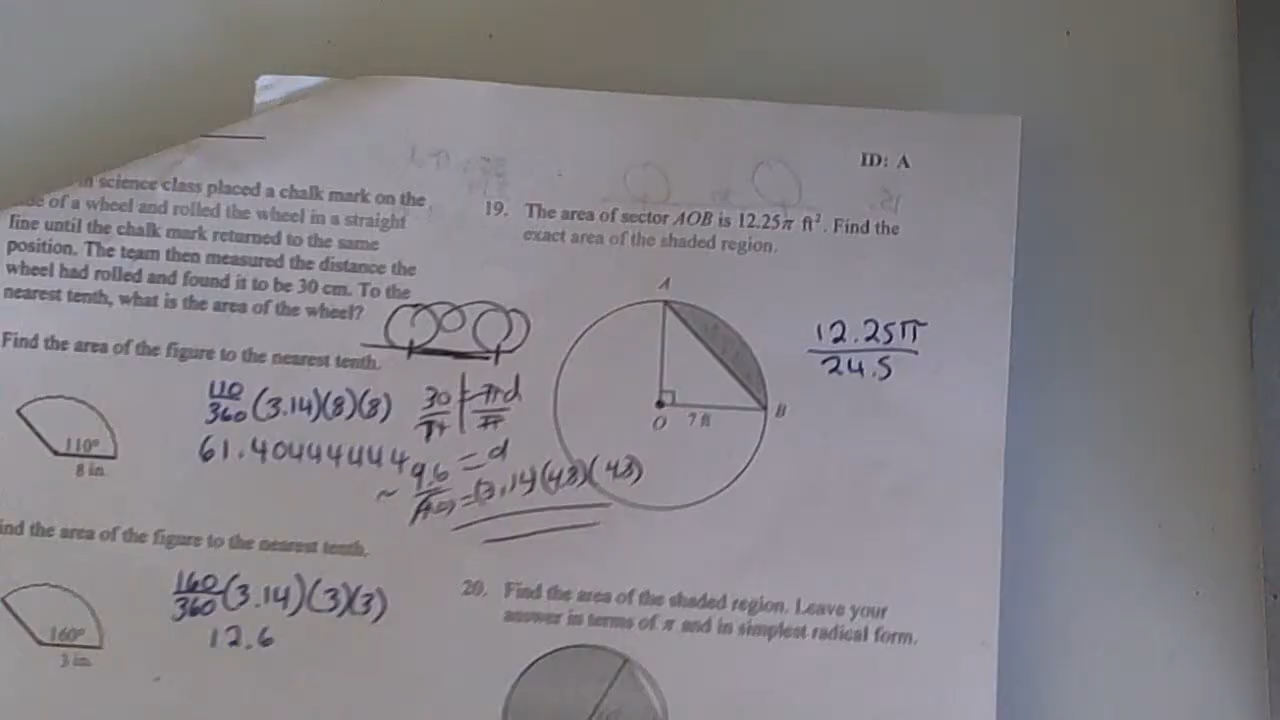 ID: A
in science class placed a chalk mark on the
of a wheel and rolled the wheel in a straight
line until the chalk mark returned to the same
position. The team then measured the distance the
wheel had rolled and found it to be 30 cm. To the
nearest tenth, what is the area of the wheel?
30 | πd
π | π
9.6 = d
= (3.14)(4.8)(4.8)
Find the area of the figure to the nearest tenth.
110°
8 in.
110
360 (3.14)(8)(8)
61.40444444
find the area of the figure to the nearest tenth.
160°
3 in.
160
360 (3.14)(3)(3)
12.6
19. The area of sector AOB is 12.25π ft². Find the
exact area of the shaded region.
A
O
7 ft
B
12.25π
24.5
20. Find the area of the shaded region. Leave your
answer in terms of π and in simplest radical form.